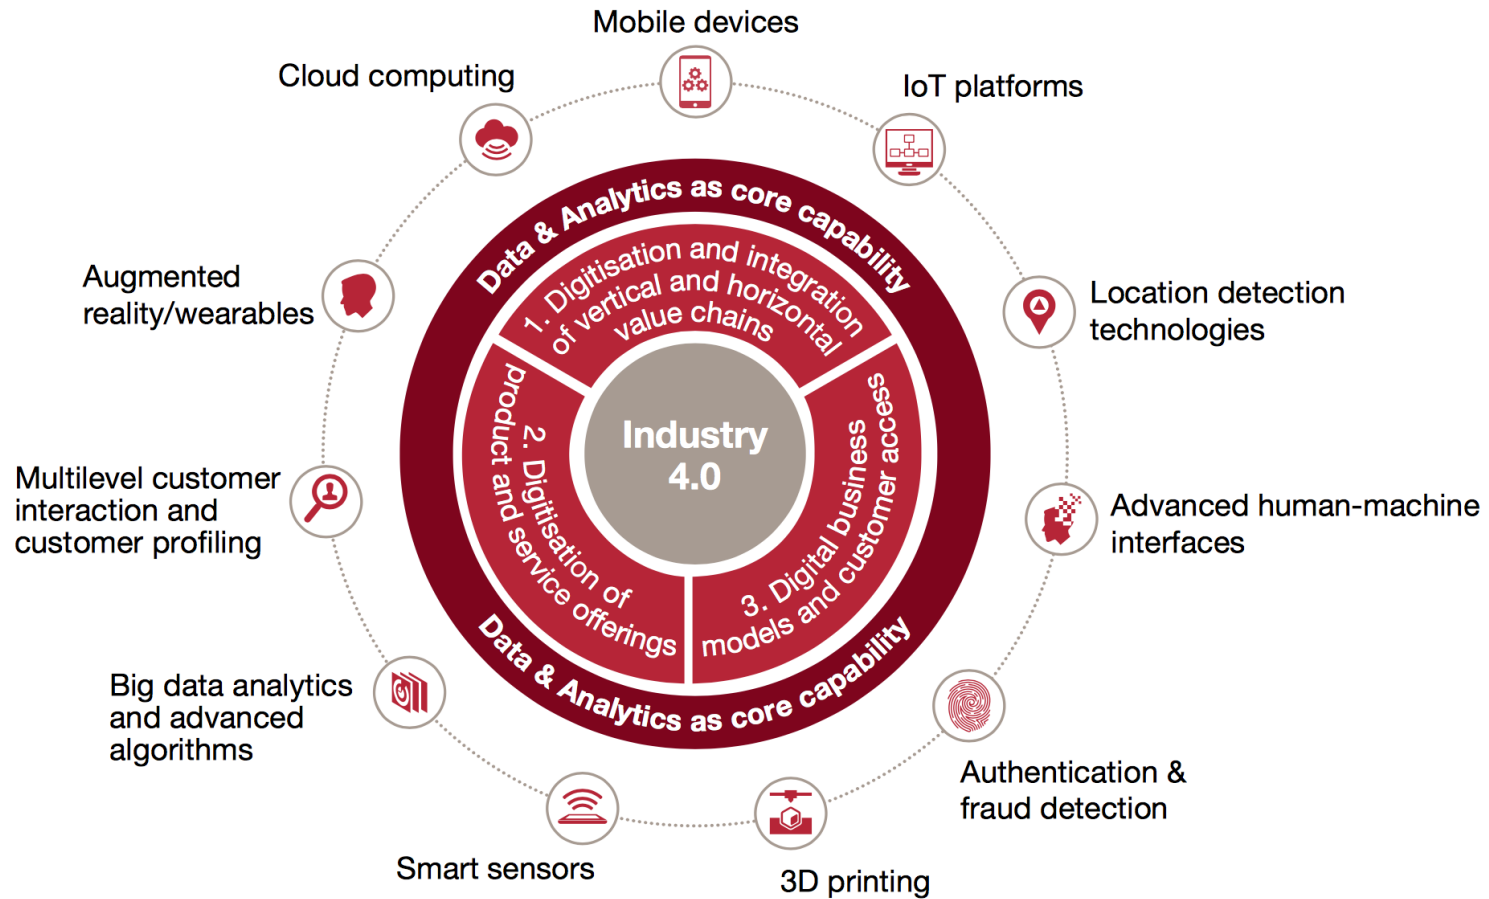 Mobile devices
Cloud computing
IoT platforms
Augmented
reality/wearables
Location detection
technologies
Multilevel customer
interaction and
customer profiling
Advanced human-machine
interfaces
Big data analytics
and advanced
algorithms
Authentication &
fraud detection
Smart sensors
3D printing
Data & Analytics as core capability
1. Digitisation and integration
of vertical and horizontal
value chains
2. Digitisation of
product and service offerings
3. Digital business
models and customer access
Industry
4.0
Data & Analytics as core capability